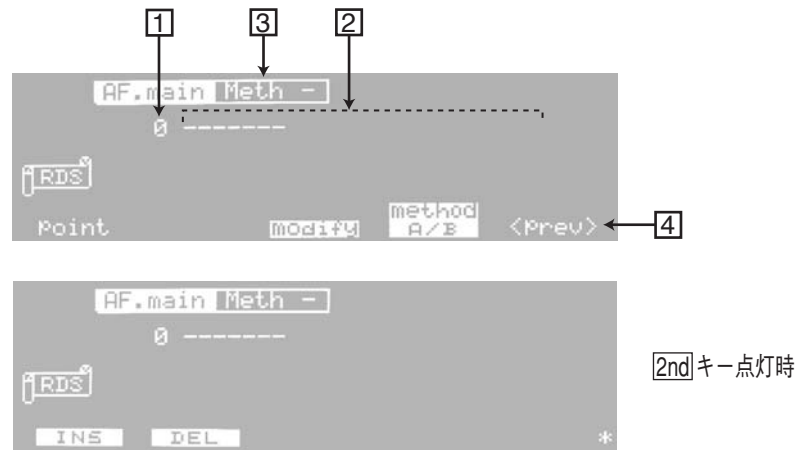 1 3 2
AF.main Meth -
0 -------
RDS
point modify method A/B <prev> 4
AF.main Meth -
0 -------
RDS
2nd キー点灯時
INS DEL *